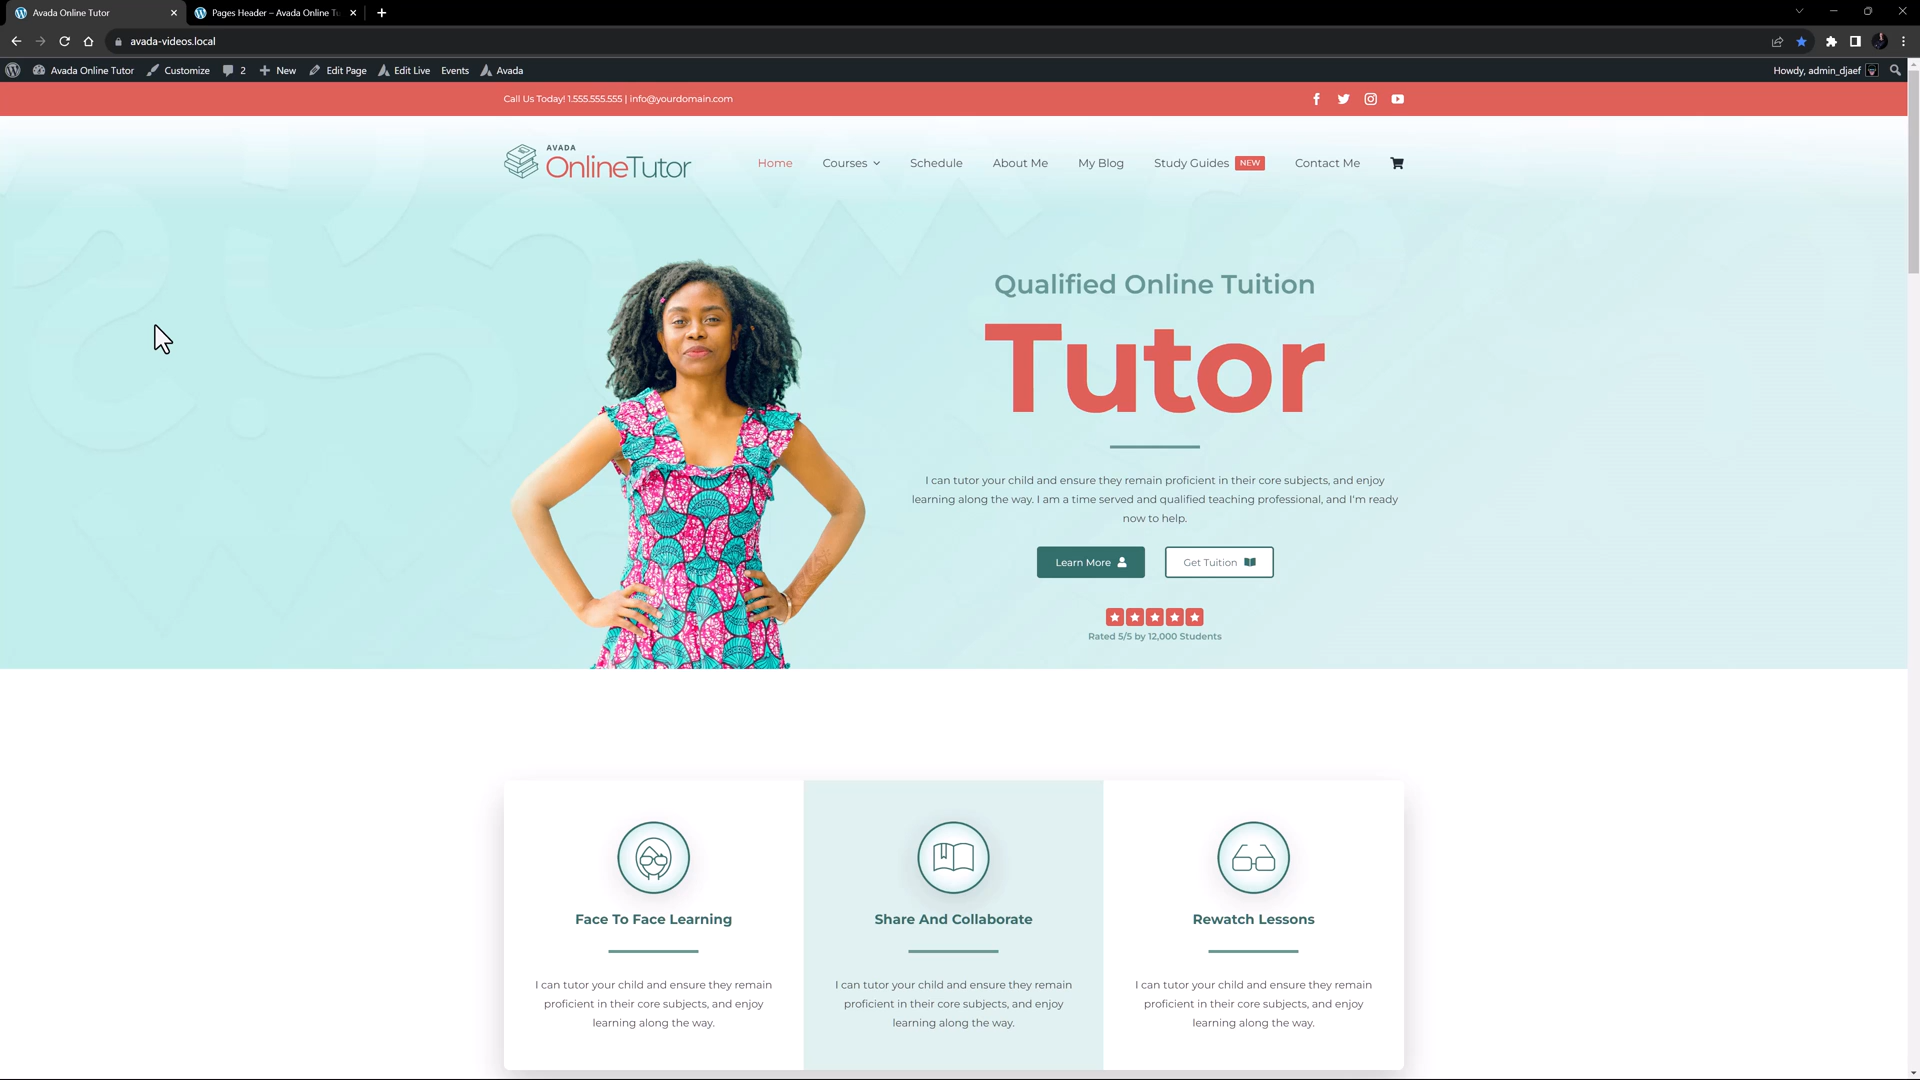 Avada Online Tutor
Pages Header – Avada Online Tu
avada-videos.local
Avada Online Tutor Customize 2 New Edit Page Edit Live Events Avada
Howdy, admin_djaef
Call Us Today! 1.555.555.555 | info@yourdomain.com
AVADA
OnlineTutor
Home Courses Schedule About Me My Blog Study Guides NEW Contact Me
Qualified Online Tuition
Tutor
I can tutor your child and ensure they remain proficient in their core subjects, and enjoy
learning along the way. I am a time served and qualified teaching professional, and I'm ready
now to help.
Learn More Get Tuition
Rated 5/5 by 12,000 Students
Face To Face Learning
I can tutor your child and ensure they remain
proficient in their core subjects, and enjoy
learning along the way.
Share And Collaborate
I can tutor your child and ensure they remain
proficient in their core subjects, and enjoy
learning along the way.
Rewatch Lessons
I can tutor your child and ensure they remain
proficient in their core subjects, and enjoy
learning along the way.